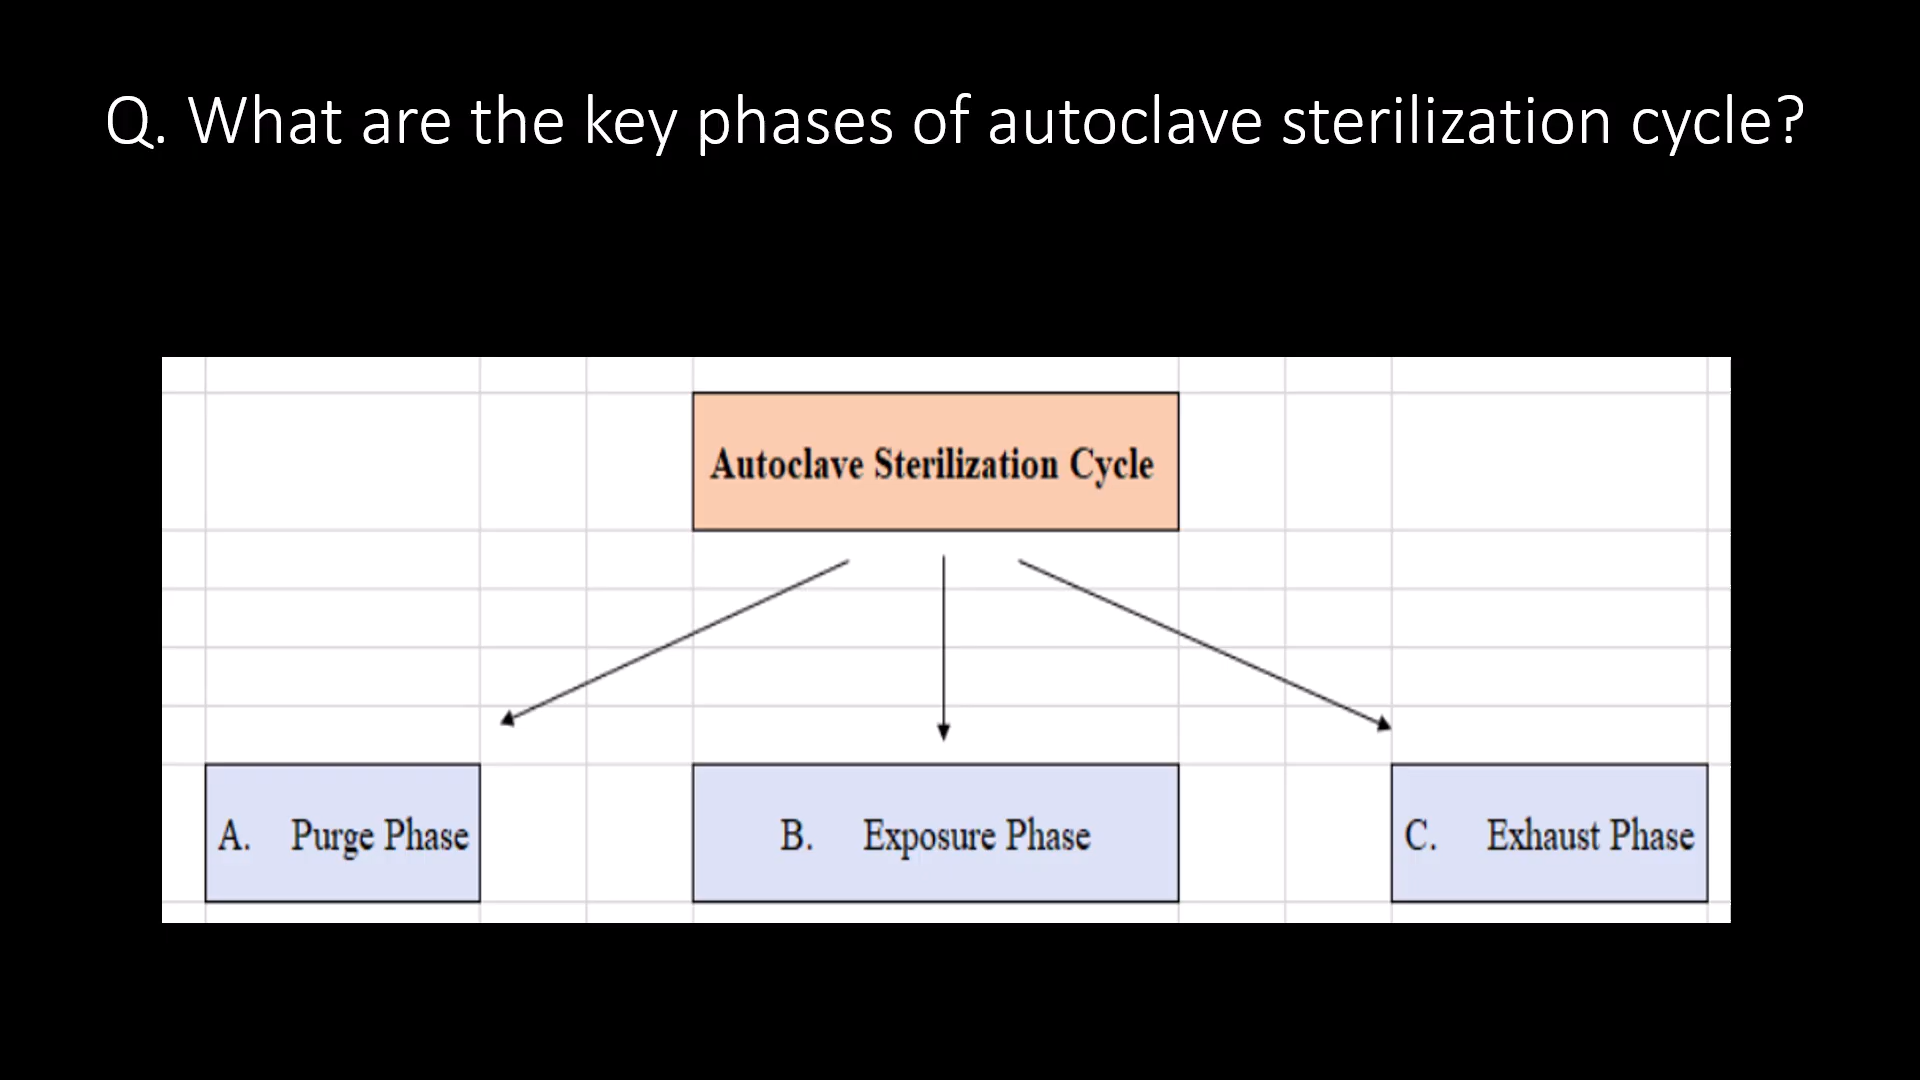 Q. What are the key phases of autoclave sterilization cycle?
Autoclave Sterilization Cycle
A. Purge Phase
B. Exposure Phase
C. Exhaust Phase